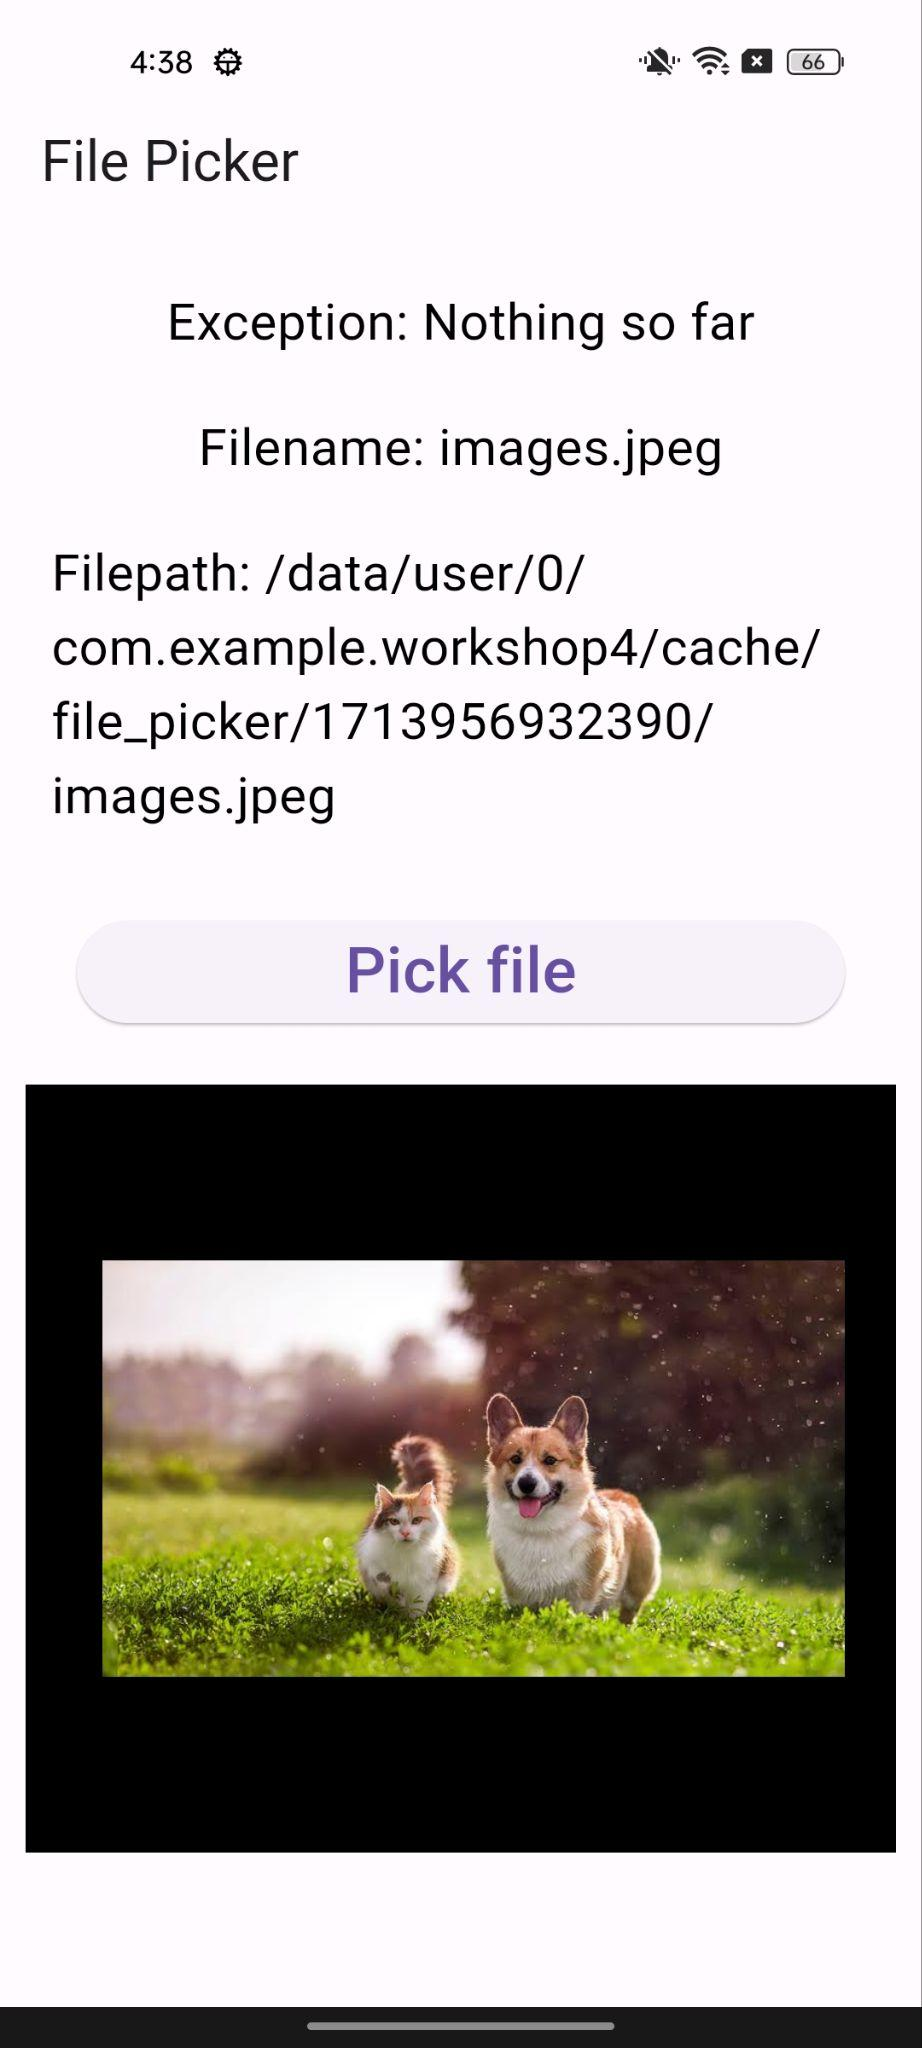 4:38
66
File Picker
Exception: Nothing so far
Filename: images.jpeg
Filepath: /data/user/0/
com.example.workshop4/cache/
file_picker/1713956932390/
images.jpeg
Pick file